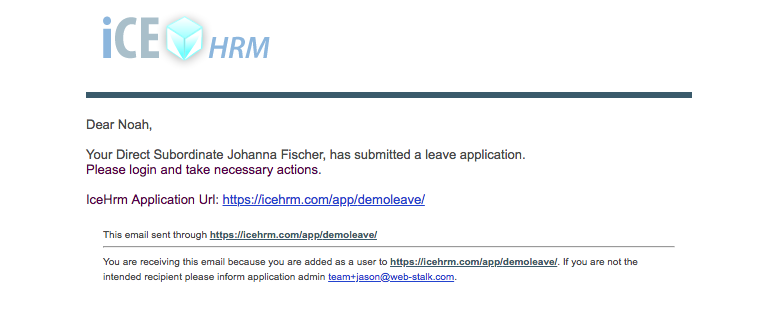 iCE HRM
Dear Noah,
Your Direct Subordinate Johanna Fischer, has submitted a leave application.
Please login and take necessary actions.
IceHrm Application Url: https://icehrm.com/app/demoleave/
This email sent through https://icehrm.com/app/demoleave/
You are receiving this email because you are added as a user to https://icehrm.com/app/demoleave/. If you are not the
intended recipient please inform application admin team+jason@web-stalk.com.